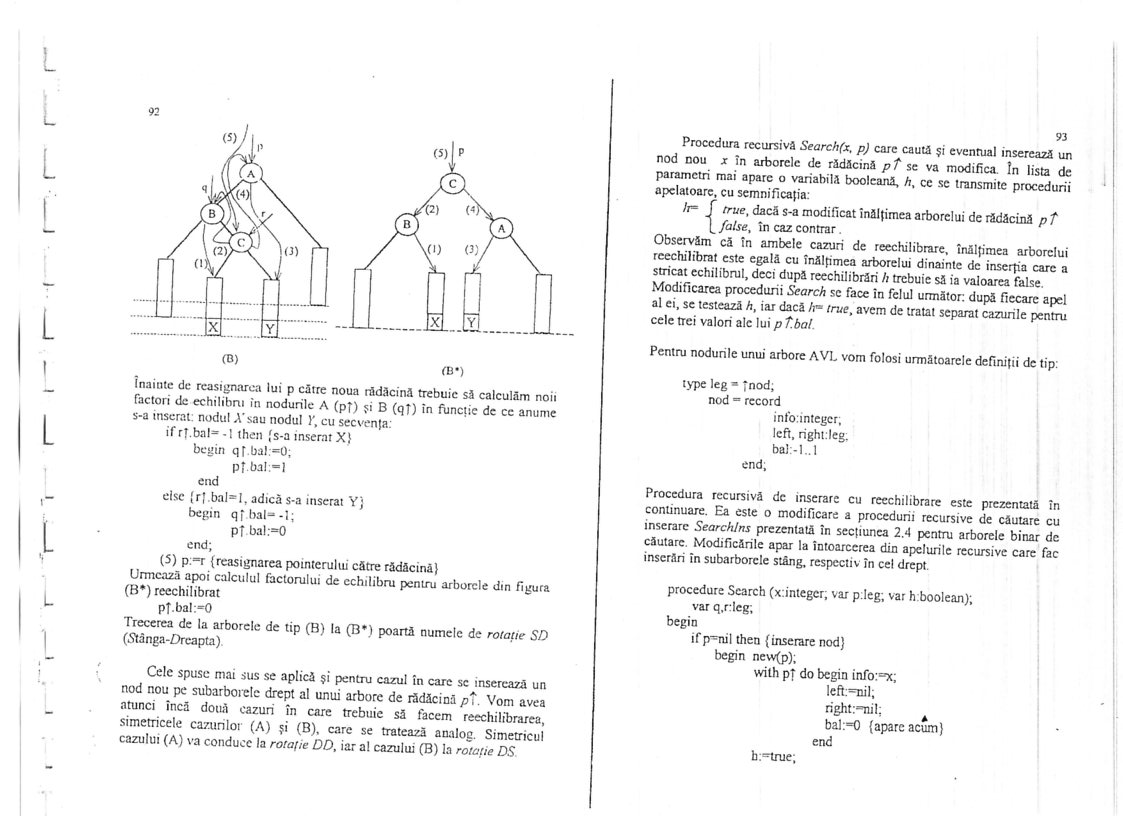 92
(5)
p
A
q
(4)
B
r
C
(2)
(1)
(3)
X
Y
(B)
(5)
p
C
(2)
(4)
B
A
(1)
(3)
X
Y
(B*)
Înainte de reasignarea lui p către noua rădăcină trebuie să calculăm noii
factori de echilibru în nodurile A (p↑) şi B (q↑) în funcţie de ce anume
s-a inserat: nodul X sau nodul Y, cu secvenţa:
if r↑.bal= -1 then {s-a inserat X}
begin q↑.bal:=0;
p↑.bal:=1
end
else {r↑.bal=1, adică s-a inserat Y}
begin q↑.bal= -1;
p↑.bal:=0
end;
(5) p:=r {reasignarea pointerului către rădăcină}
Urmează apoi calculul factorului de echilibru pentru arborele din figura
(B*) reechilibrat
p↑.bal:=0
Trecerea de la arborele de tip (B) la (B*) poartă numele de rotaţie SD
(Stânga-Dreapta).
Cele spuse mai sus se aplică şi pentru cazul în care se inserează un
nod nou pe subarborele drept al unui arbore de rădăcină p↑. Vom avea
atunci încă două cazuri în care trebuie să facem reechilibrarea,
simetricele cazurilor (A) şi (B), care se tratează analog. Simetricul
cazului (A) va conduce la rotaţie DD, iar al cazului (B) la rotaţie DS.
93
Procedura recursivă Search(x, p) care caută şi eventual inserează un
nod nou x în arborele de rădăcină p↑ se va modifica. În lista de
parametri mai apare o variabilă booleană, h, ce se transmite procedurii
apelatoare, cu semnificaţia:
h= { true, dacă s-a modificat înălţimea arborelui de rădăcină p↑
false, în caz contrar .
Observăm că în ambele cazuri de reechilibrare, înălţimea arborelui
reechilibrat este egală cu înălţimea arborelui dinainte de inserţia care a
stricat echilibrul, deci după reechilibrări h trebuie să ia valoarea false.
Modificarea procedurii Search se face în felul următor: după fiecare apel
al ei, se testează h, iar dacă h= true, avem de tratat separat cazurile pentru
cele trei valori ale lui p↑.bal.
Pentru nodurile unui arbore AVL vom folosi următoarele definiţii de tip:
type leg = ↑nod;
nod = record
info:integer;
left, right:leg;
bal:-1..1
end;
Procedura recursivă de inserare cu reechilibrare este prezentată în
continuare. Ea este o modificare a procedurii recursive de căutare cu
inserare SearchIns prezentată în secţiunea 2.4 pentru arborele binar de
căutare. Modificările apar la întoarcerea din apelurile recursive care fac
inserări în subarborele stâng, respectiv în cel drept.
procedure Search (x:integer; var p:leg; var h:boolean);
var q,r:leg;
begin
if p=nil then {inserare nod}
begin new(p);
with p↑ do begin info:=x;
left:=nil;
right:=nil;
bal:=0 {apare acum}
end
h:=true;